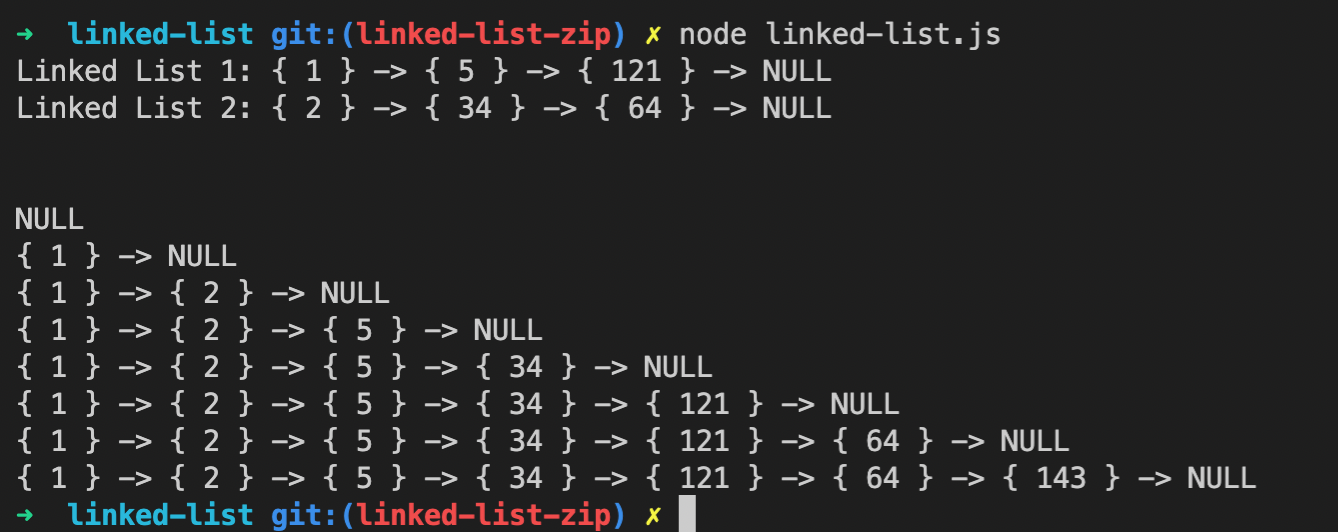 ➜  linked-list git:(linked-list-zip) ✗ node linked-list.js
Linked List 1: { 1 } -> { 5 } -> { 121 } -> NULL
Linked List 2: { 2 } -> { 34 } -> { 64 } -> NULL
NULL
{ 1 } -> NULL
{ 1 } -> { 2 } -> NULL
{ 1 } -> { 2 } -> { 5 } -> NULL
{ 1 } -> { 2 } -> { 5 } -> { 34 } -> NULL
{ 1 } -> { 2 } -> { 5 } -> { 34 } -> { 121 } -> NULL
{ 1 } -> { 2 } -> { 5 } -> { 34 } -> { 121 } -> { 64 } -> NULL
{ 1 } -> { 2 } -> { 5 } -> { 34 } -> { 121 } -> { 64 } -> { 143 } -> NULL
➜  linked-list git:(linked-list-zip) ✗